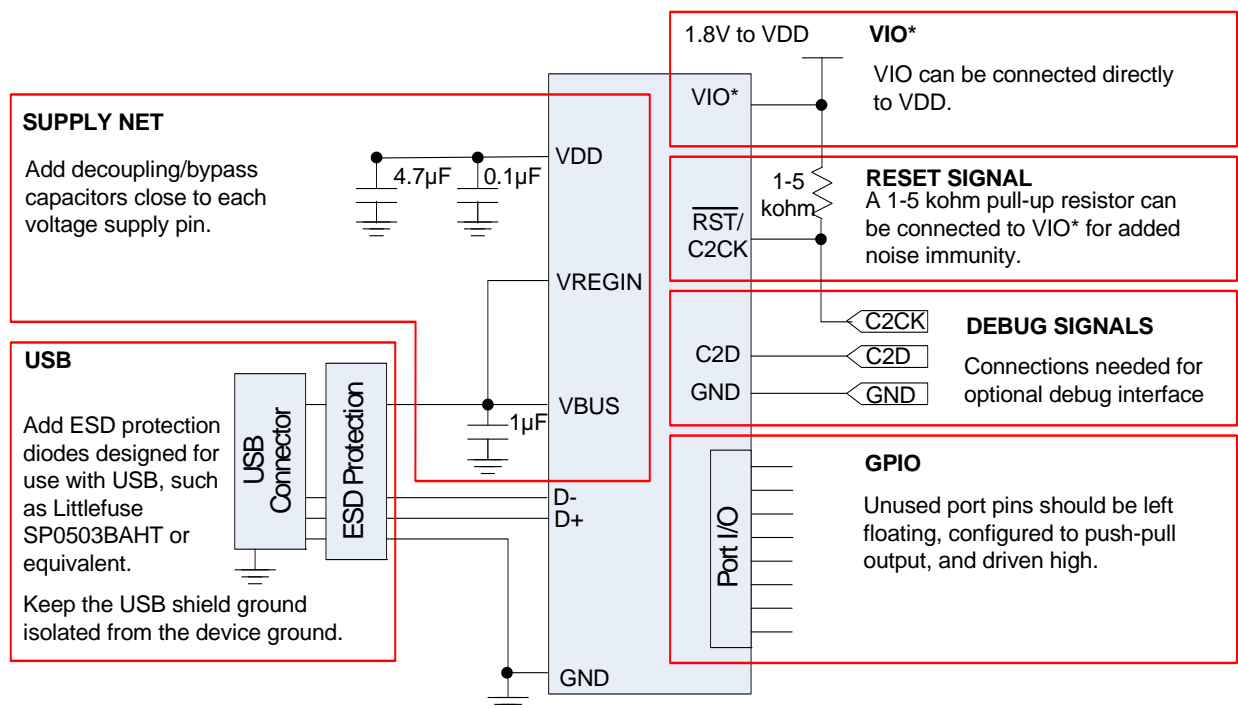 SUPPLY NET
Add decoupling/bypass
capacitors close to each
voltage supply pin.
4.7µF
0.1µF
VDD
VREGIN
VBUS
1µF
USB
Add ESD protection
diodes designed for
use with USB, such
as Littlefuse
SP0503BAHT or
equivalent.
Keep the USB shield ground
isolated from the device ground.
USB
Connector
ESD Protection
D-
D+
GND
1.8V to VDD
VIO*
VIO can be connected directly
to VDD.
VIO*
1-5
kohm
RESET SIGNAL
A 1-5 kohm pull-up resistor can
be connected to VIO* for added
noise immunity.
RST/
C2CK
C2CK
C2D
C2D
GND
GND
DEBUG SIGNALS
Connections needed for
optional debug interface
GPIO
Unused port pins should be left
floating, configured to push-pull
output, and driven high.
Port I/O